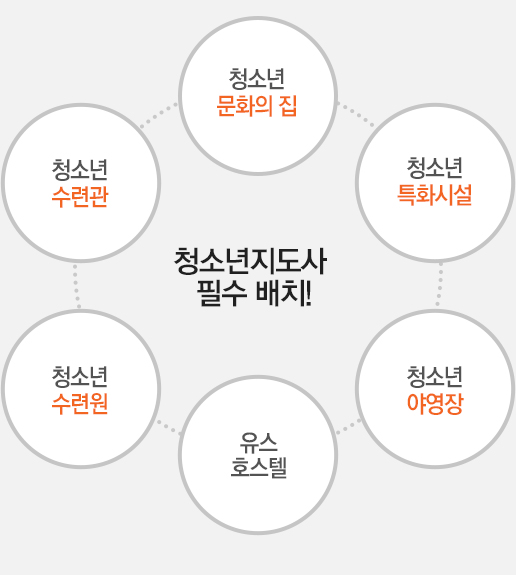 청소년
문화의 집
청소년
수련관
청소년
특화시설
청소년지도사
필수 배치!
청소년
수련원
청소년
야영장
유스
호스텔